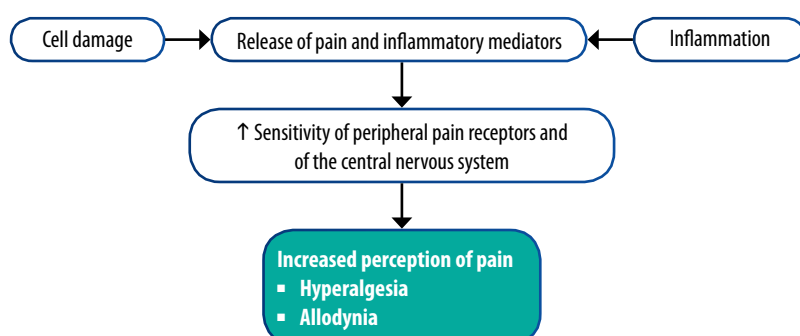 Cell damage
Release of pain and inflammatory mediators
Inflammation
↑ Sensitivity of peripheral pain receptors and
of the central nervous system
Increased perception of pain
▪ Hyperalgesia
▪ Allodynia